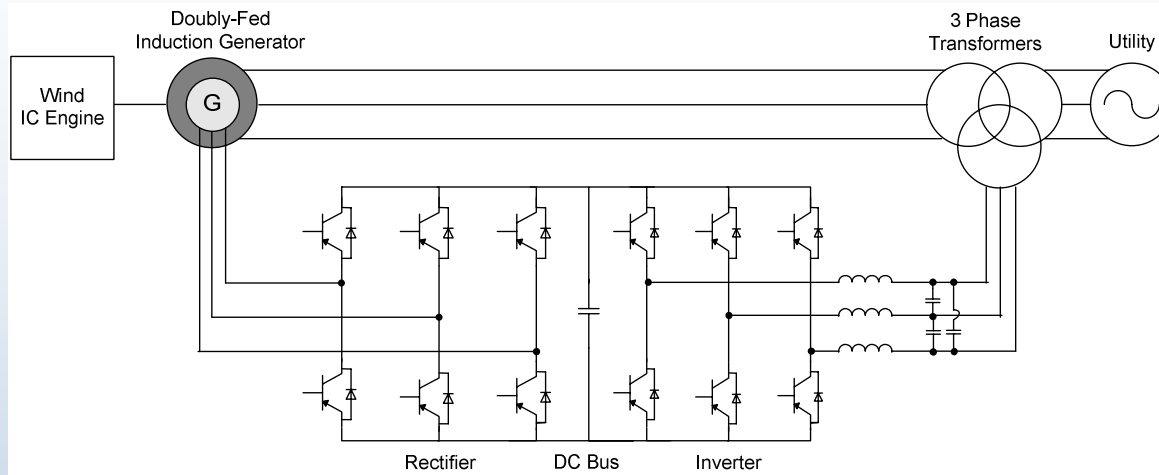 Doubly-Fed
Induction Generator
3 Phase
Transformers
Utility
Wind
IC Engine
G
Rectifier
DC Bus
Inverter